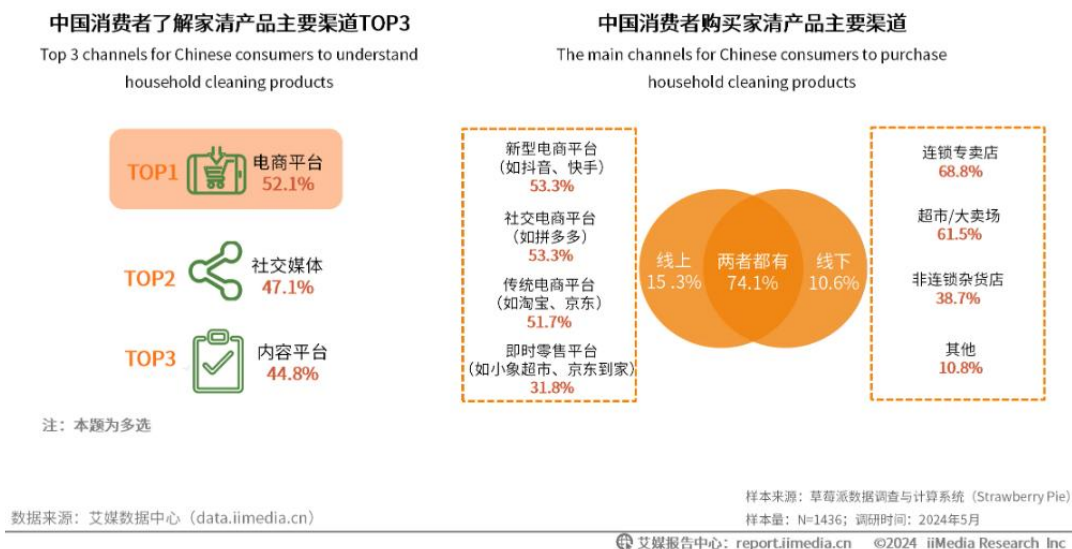 中国消费者了解家清产品主要渠道TOP3
Top 3 channels for Chinese consumers to understand
household cleaning products
TOP1
电商平台
52.1%
TOP2
社交媒体
47.1%
TOP3
内容平台
44.8%
注：本题为多选
中国消费者购买家清产品主要渠道
The main channels for Chinese consumers to purchase
household cleaning products
新型电商平台
（如抖音、快手）
53.3%
社交电商平台
（如拼多多）
53.3%
传统电商平台
（如淘宝、京东）
51.7%
即时零售平台
（如小象超市、京东到家）
31.8%
线上
15.3%
两者都有
74.1%
线下
10.6%
连锁专卖店
68.8%
超市/大卖场
61.5%
非连锁杂货店
38.7%
其他
10.8%
样本来源：草莓派数据调查与计算系统（Strawberry Pie）
数据来源：艾媒数据中心（data.iimedia.cn）
样本量：N=1436；调研时间：2024年5月
艾媒报告中心：report.iimedia.cn ©2024 iiMedia Research Inc